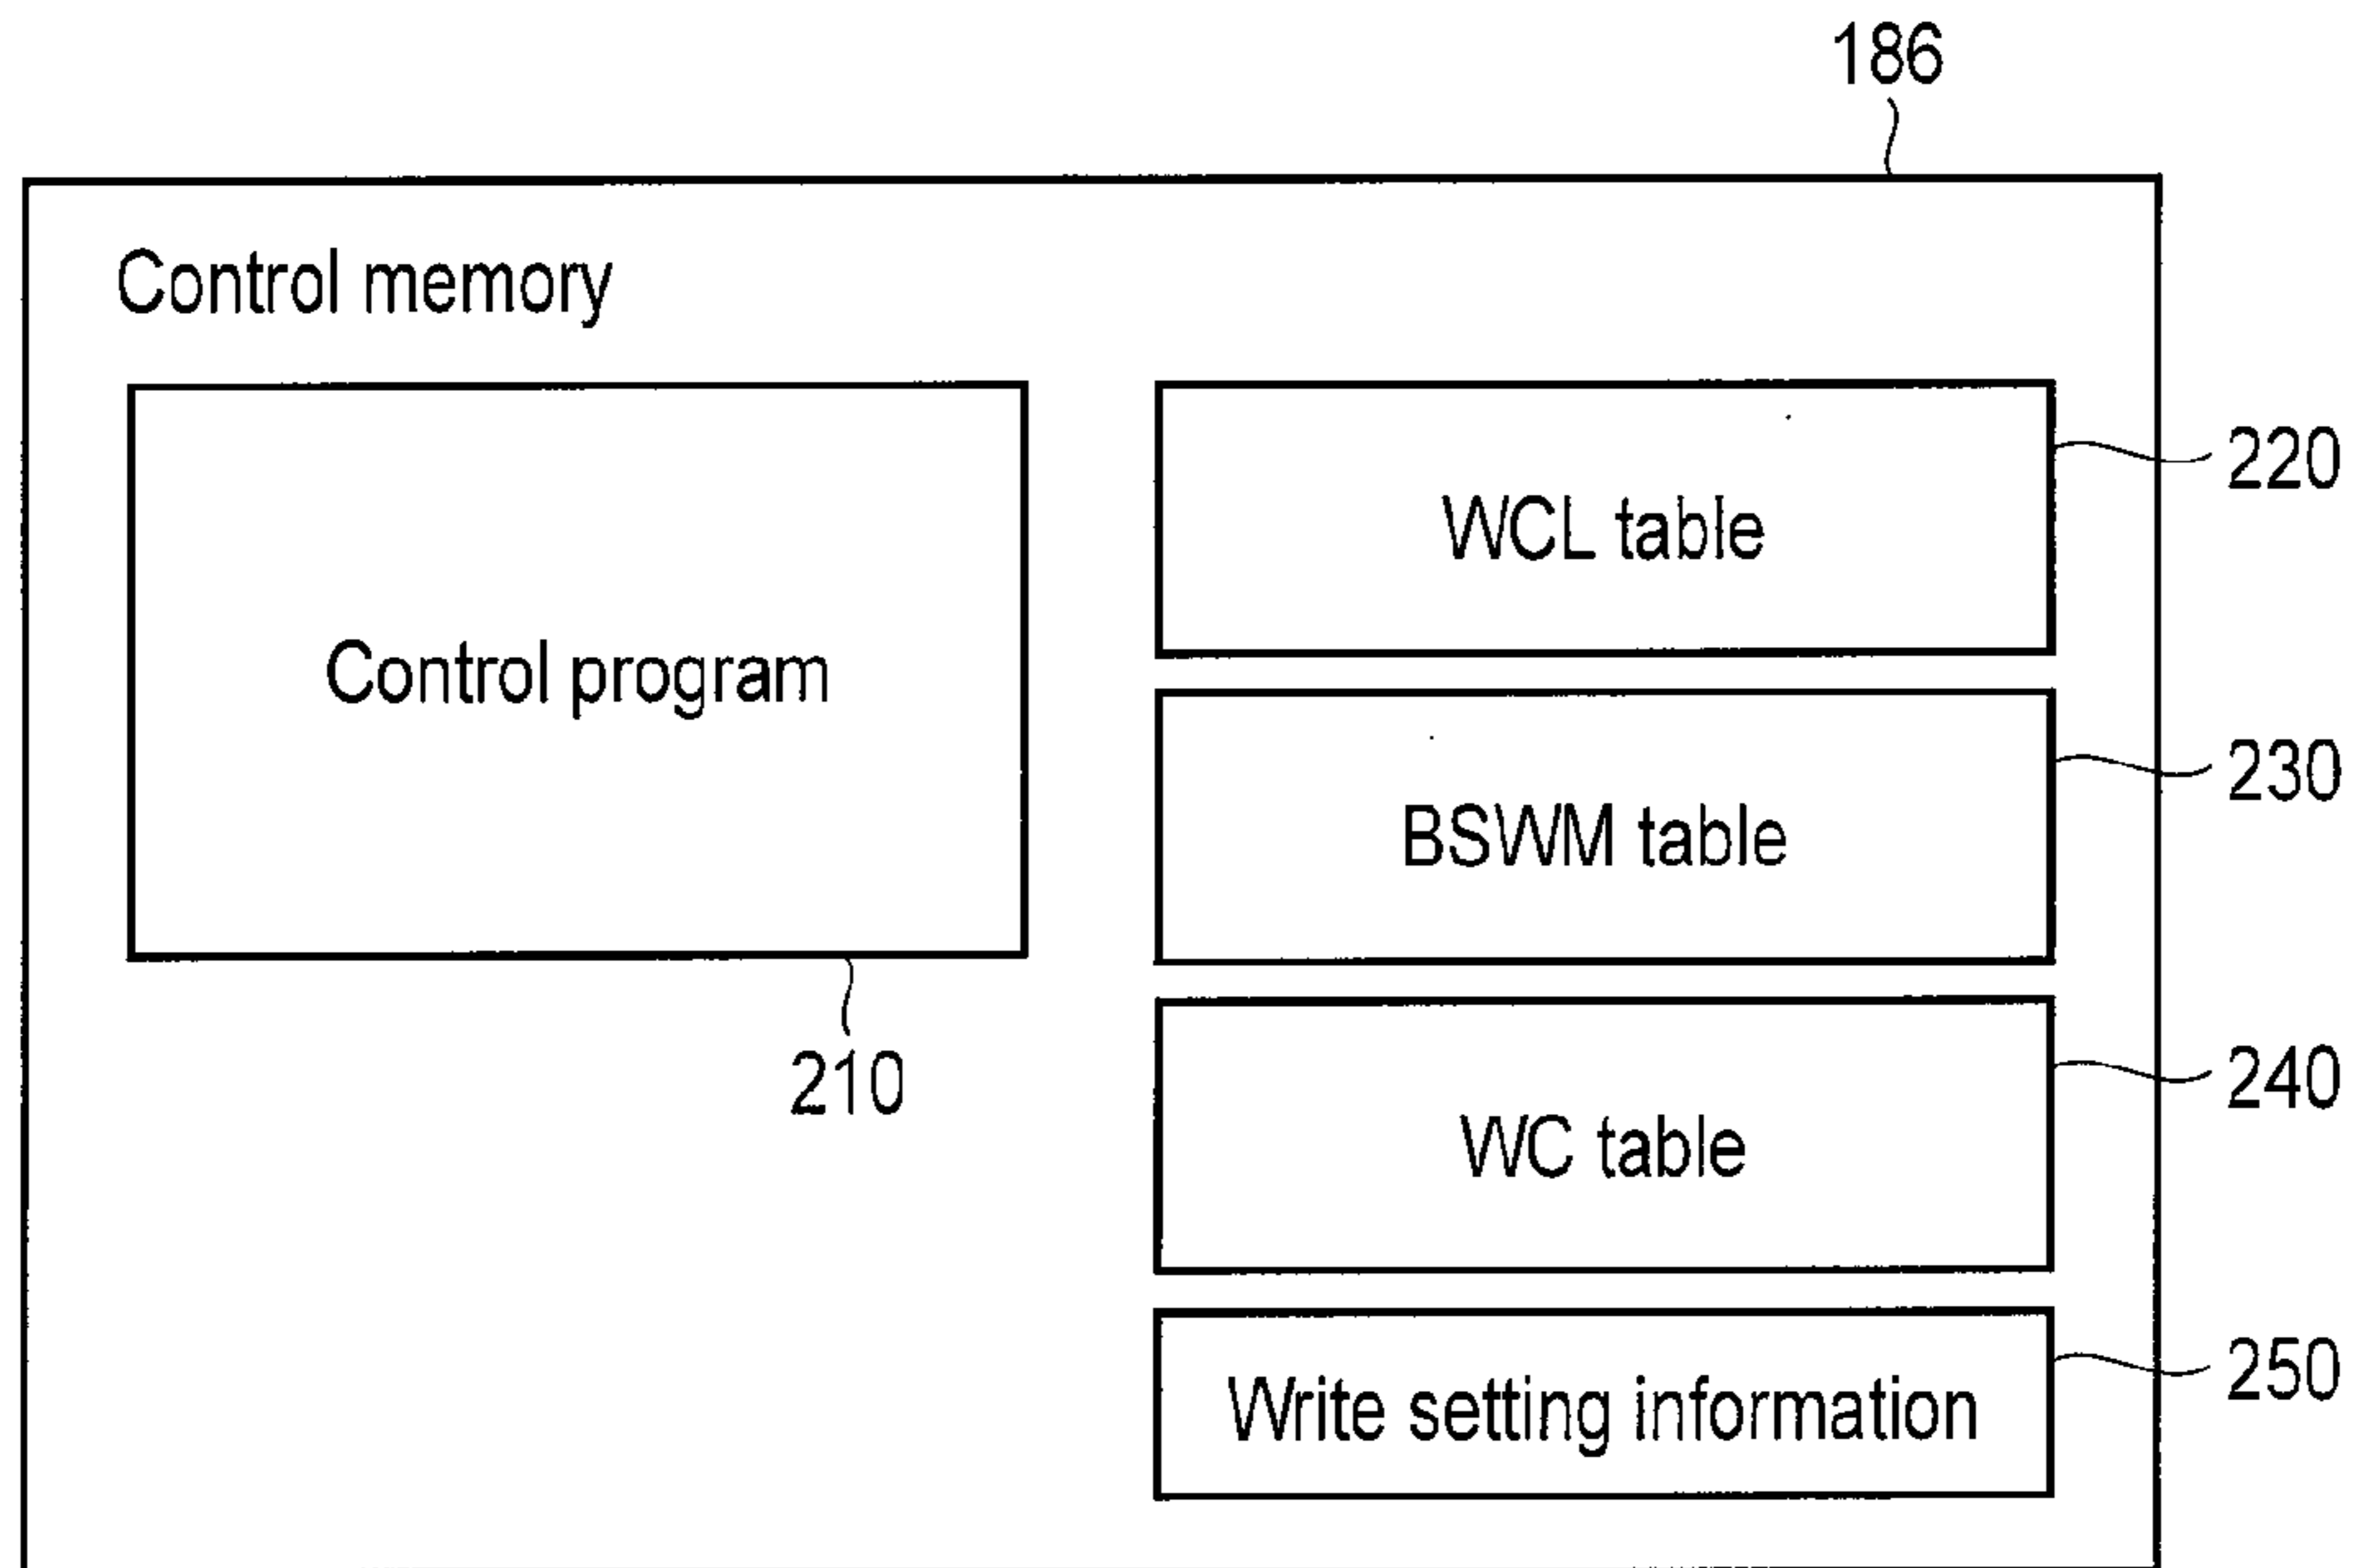 186
Control memory
WCL table
220
Control program
230
BSWM table
210
240
WC table
250
Write setting information